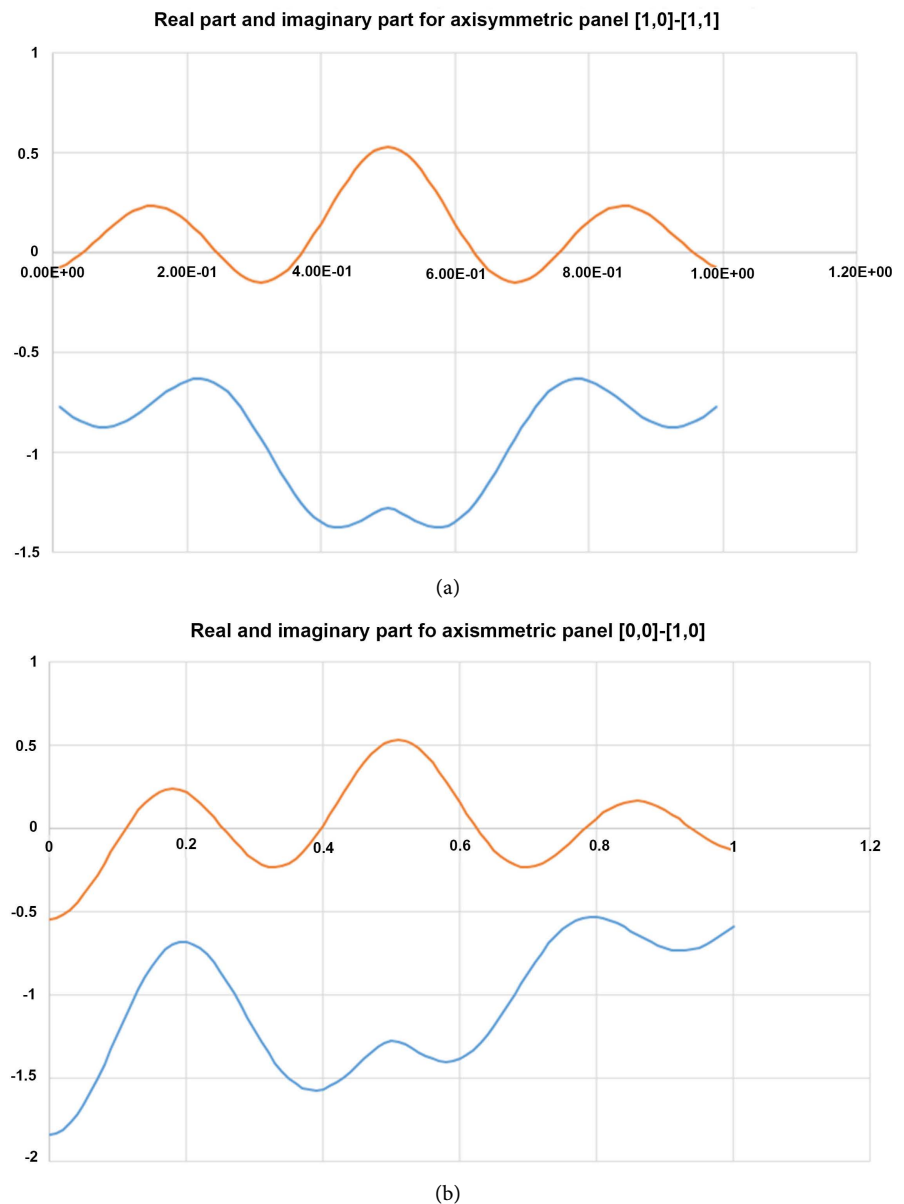 Real part and imaginary part for axisymmetric panel [1,0]-[1,1]
1
0.5
0
0.00E+00 2.00E-01 4.00E-01 6.00E-01 8.00E-01 1.00E+00 1.20E+00
-0.5
-1
-1.5
(a)
Real and imaginary part fo axismmetric panel [0,0]-[1,0]
1
0.5
0
0 0.2 0.4 0.6 0.8 1 1.2
-0.5
-1
-1.5
-2
(b)